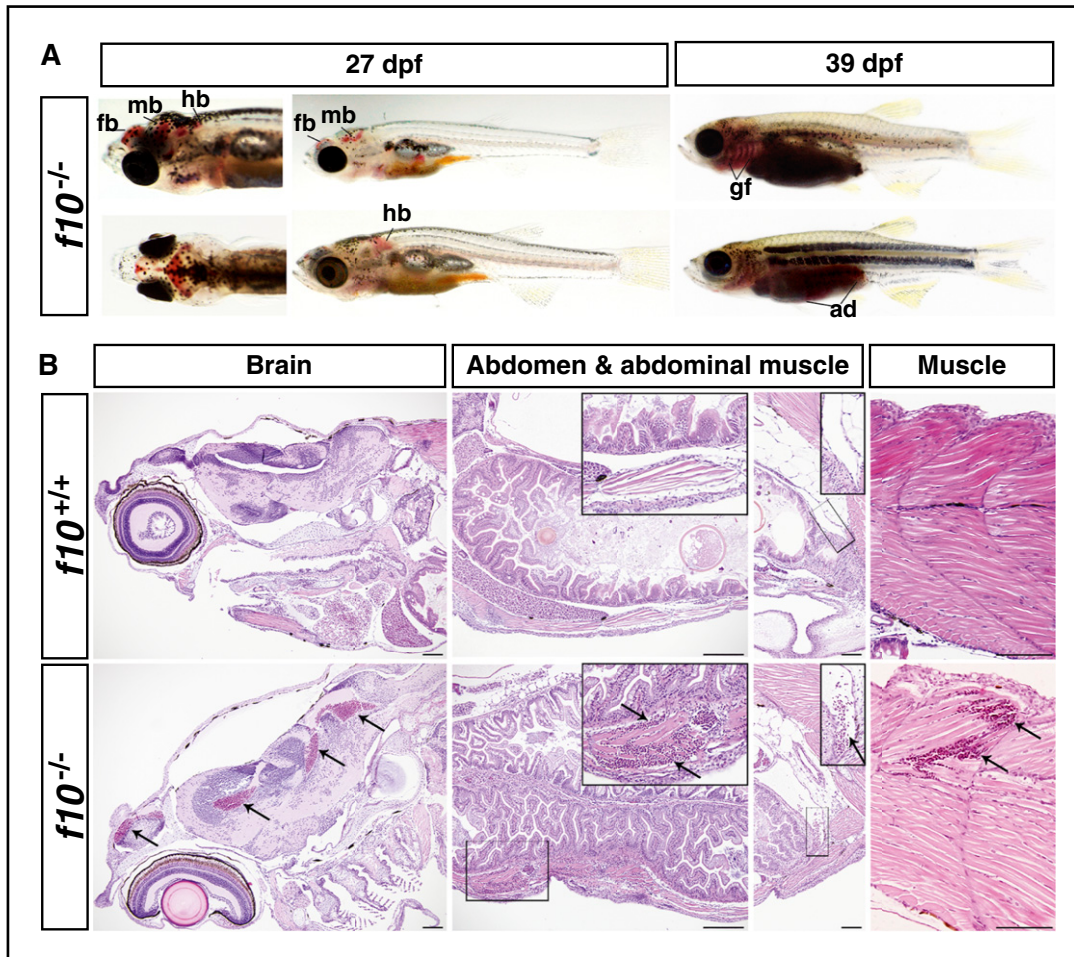 A
27 dpf
39 dpf
f10-/-
fb
mb
hb
fb
mb
gf
hb
ad
B
Brain
Abdomen & abdominal muscle
Muscle
f10+/+
f10-/-